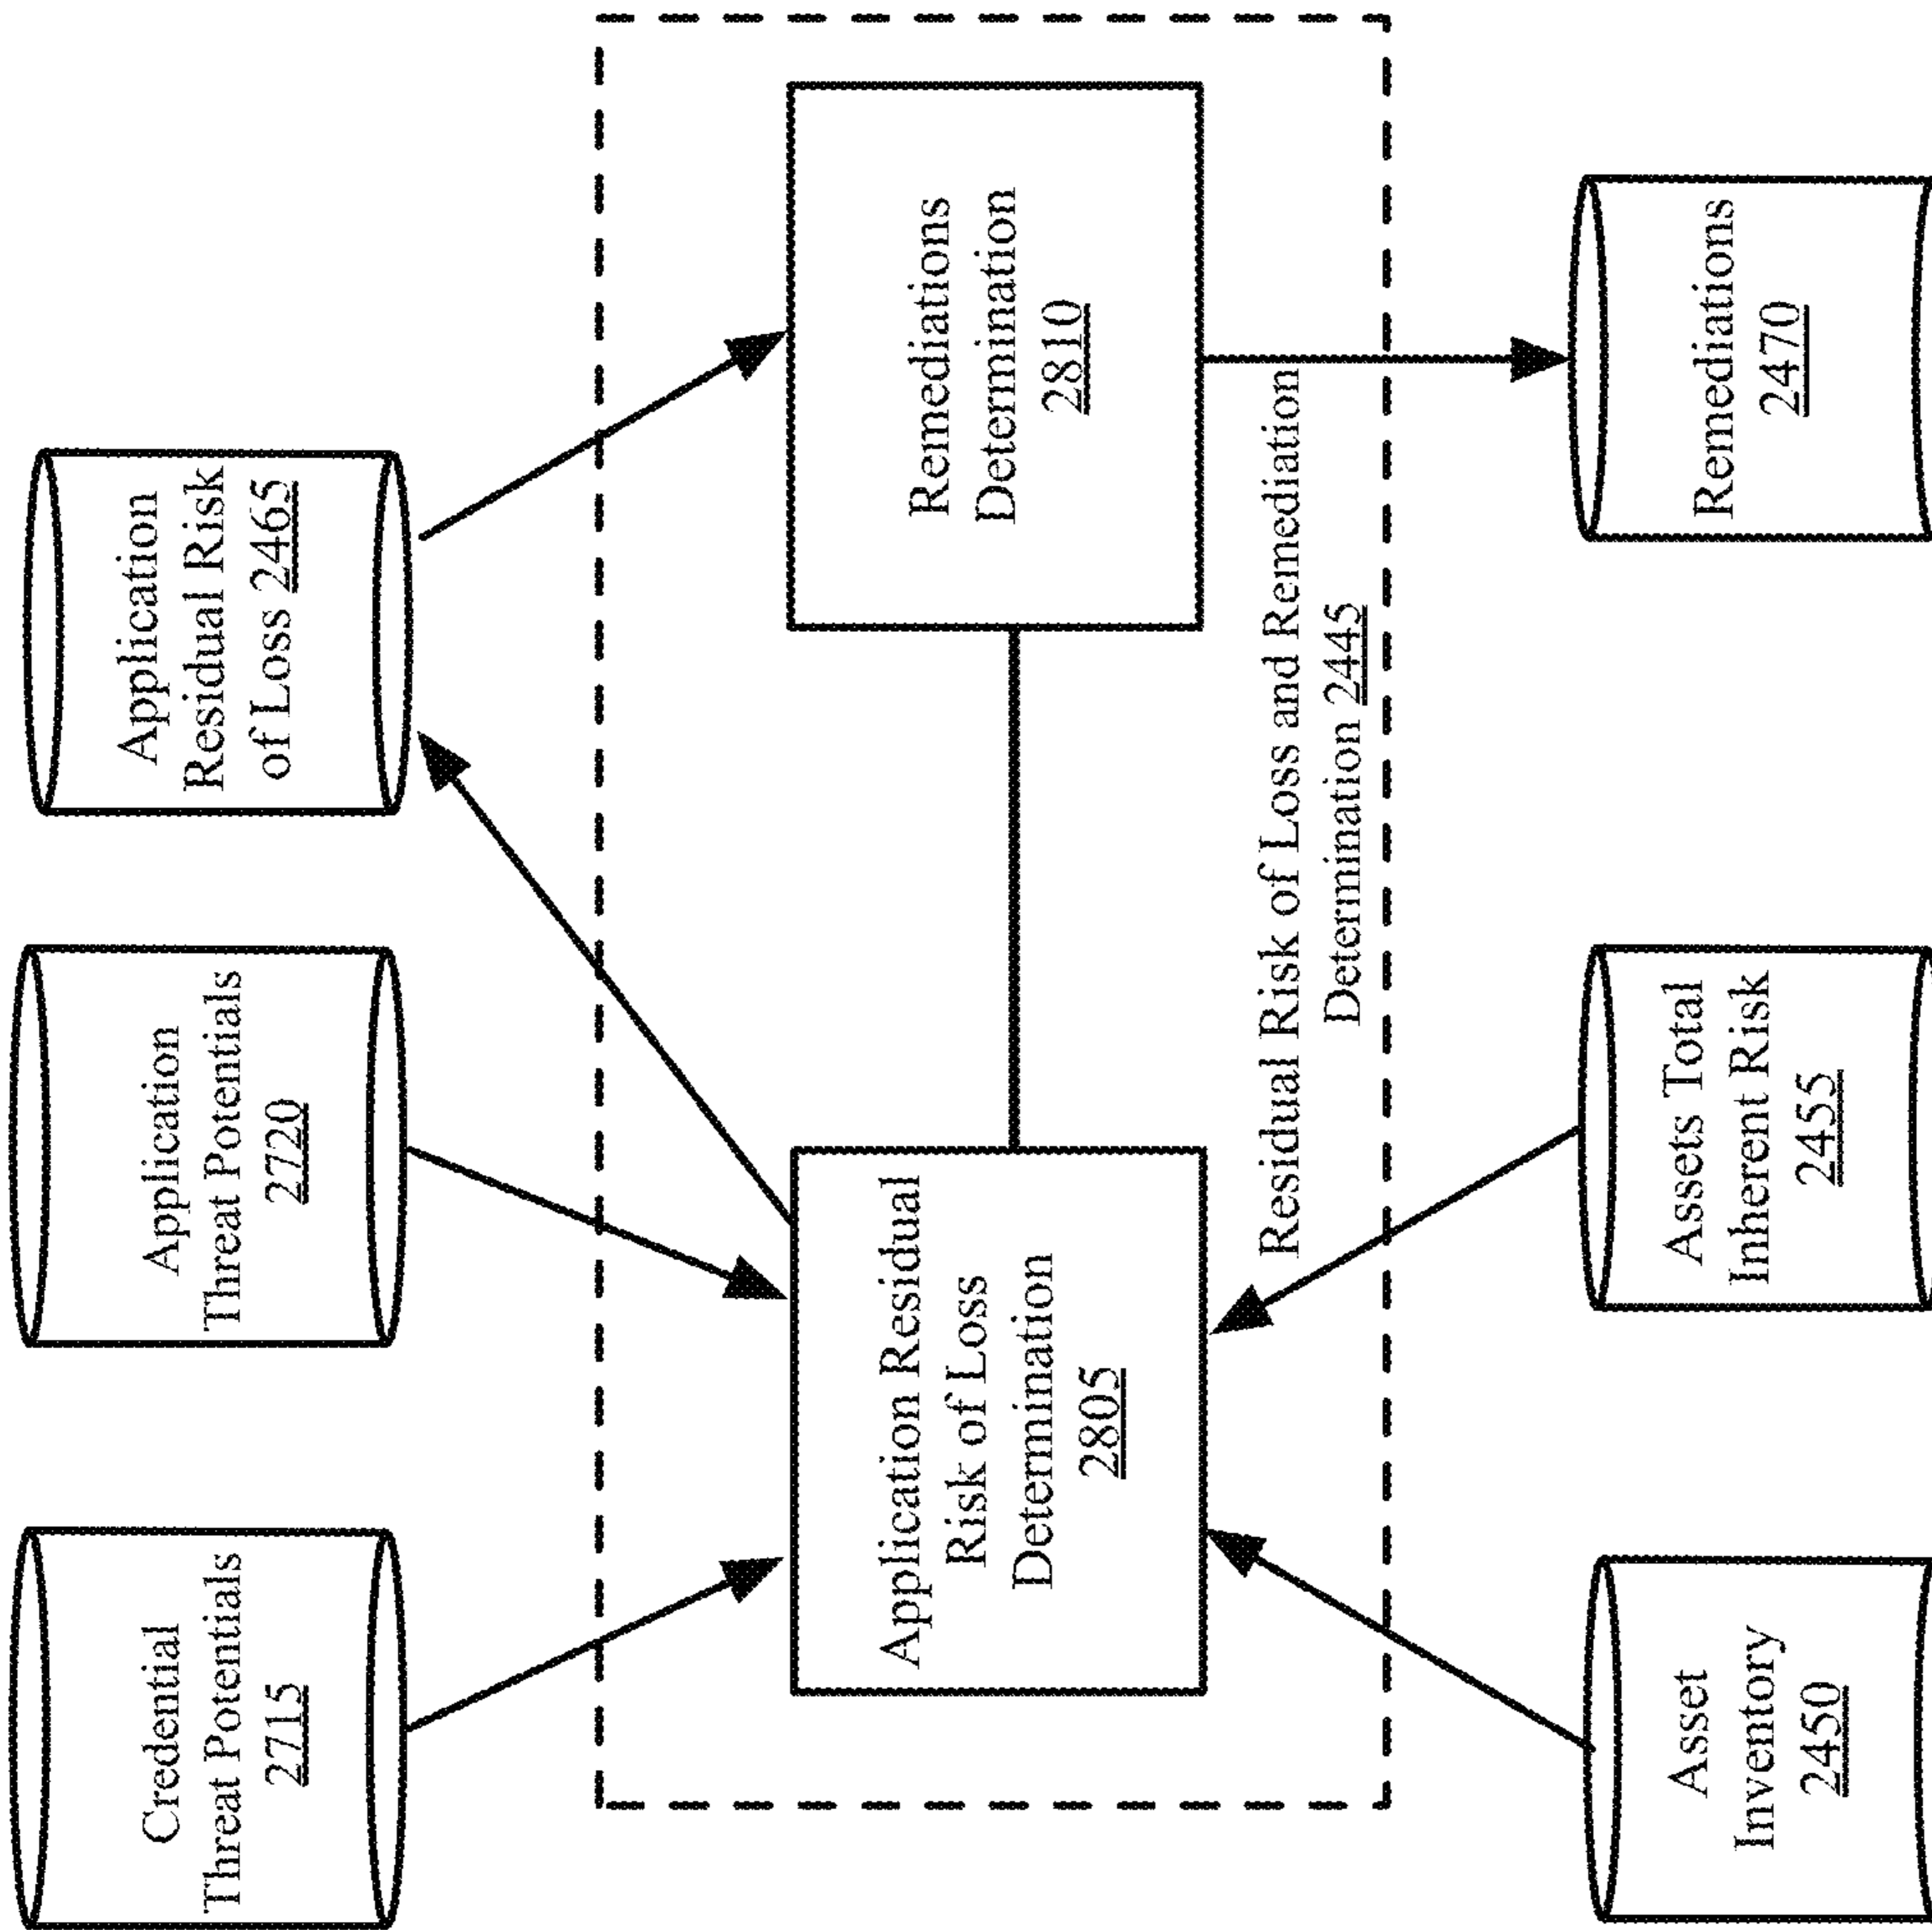 Credential
Threat Potentials
2715
Application
Threat Potentials
2720
Application
Residual Risk
of Loss 2465
Application Residual
Risk of Loss
Determination
2805
Remediations
Determination
2810
Residual Risk of Loss and Remediation
Determination 2445
Asset
Inventory
2450
Assets Total
Inherent Risk
2455
Remediations
2470